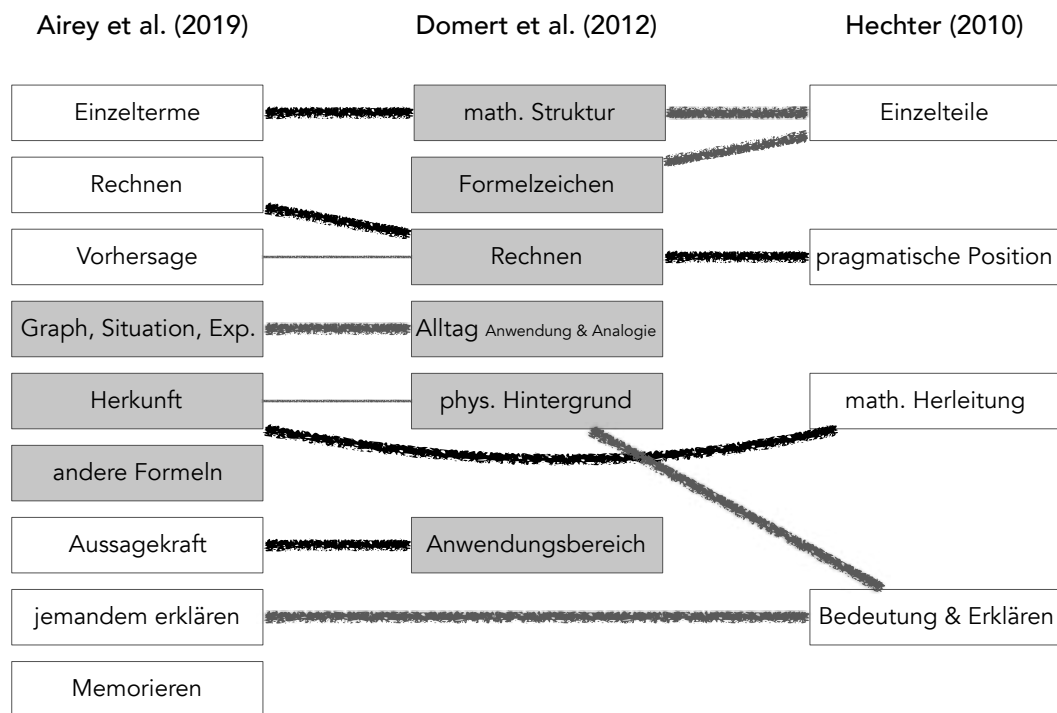 Airey et al. (2019) Domert et al. (2012) Hechter (2010)
Einzelterme math. Struktur Einzelteile
Rechnen Formelzeichen
Vorhersage Rechnen pragmatische Position
Graph, Situation, Exp. Alltag Anwendung & Analogie
Herkunft phys. Hintergrund math. Herleitung
andere Formeln
Aussagekraft Anwendungsbereich
jemandem erklären Bedeutung & Erklären
Memorieren